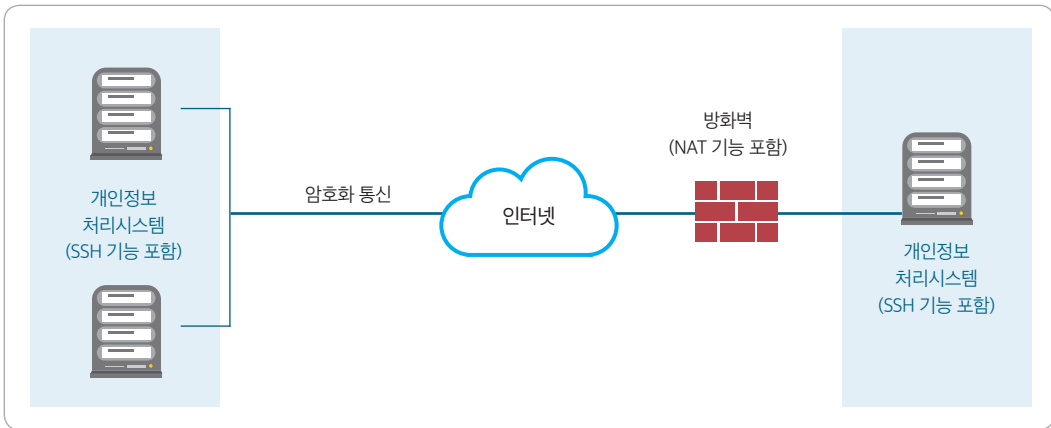 개인정보
처리시스템
(SSH 기능 포함)
암호화 통신
인터넷
방화벽
(NAT 기능 포함)
개인정보
처리시스템
(SSH 기능 포함)